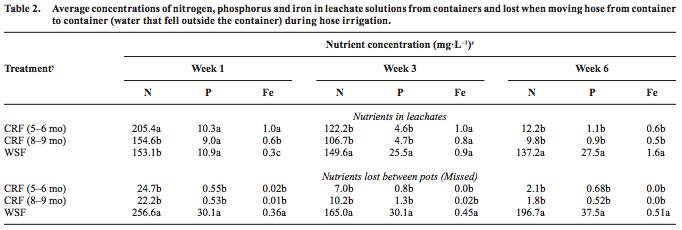 Table 2. Average concentrations of nitrogen, phosphorus and iron in leachate solutions from containers and lost when moving hose from container
to container (water that fell outside the container) during hose irrigation.
Nutrient concentration (mg·L⁻¹)ᶻ
Treatmentʸ Week 1 Week 3 Week 6
N P Fe N P Fe N P Fe
Nutrients in leachates
CRF (5–6 mo) 205.4a 10.3a 1.0a 122.2b 4.6b 1.0a 12.2b 1.1b 0.6b
CRF (8–9 mo) 154.6b 9.0a 0.6b 106.7b 4.7b 0.8a 9.8b 0.9b 0.5b
WSF 153.1b 10.9a 0.3c 149.6a 25.5a 0.9a 137.2a 27.5a 1.6a
Nutrients lost between pots (Missed)
CRF (5–6 mo) 24.7b 0.55b 0.02b 7.0b 0.8b 0.0b 2.1b 0.68b 0.0b
CRF (8–9 mo) 22.2b 0.53b 0.01b 10.2b 1.3b 0.02b 1.8b 0.52b 0.0b
WSF 256.6a 30.1a 0.36a 165.0a 30.1a 0.45a 196.7a 37.5a 0.51a